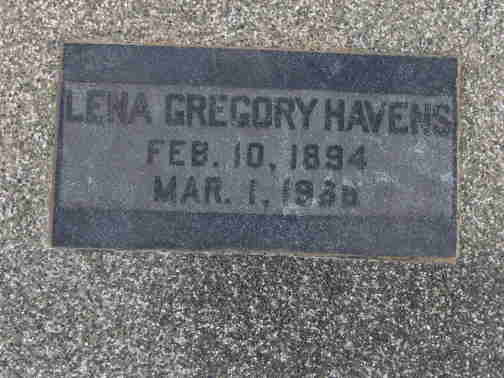 LENA GREGORY HAVENS
FEB. 10, 1894
MAR. 1,